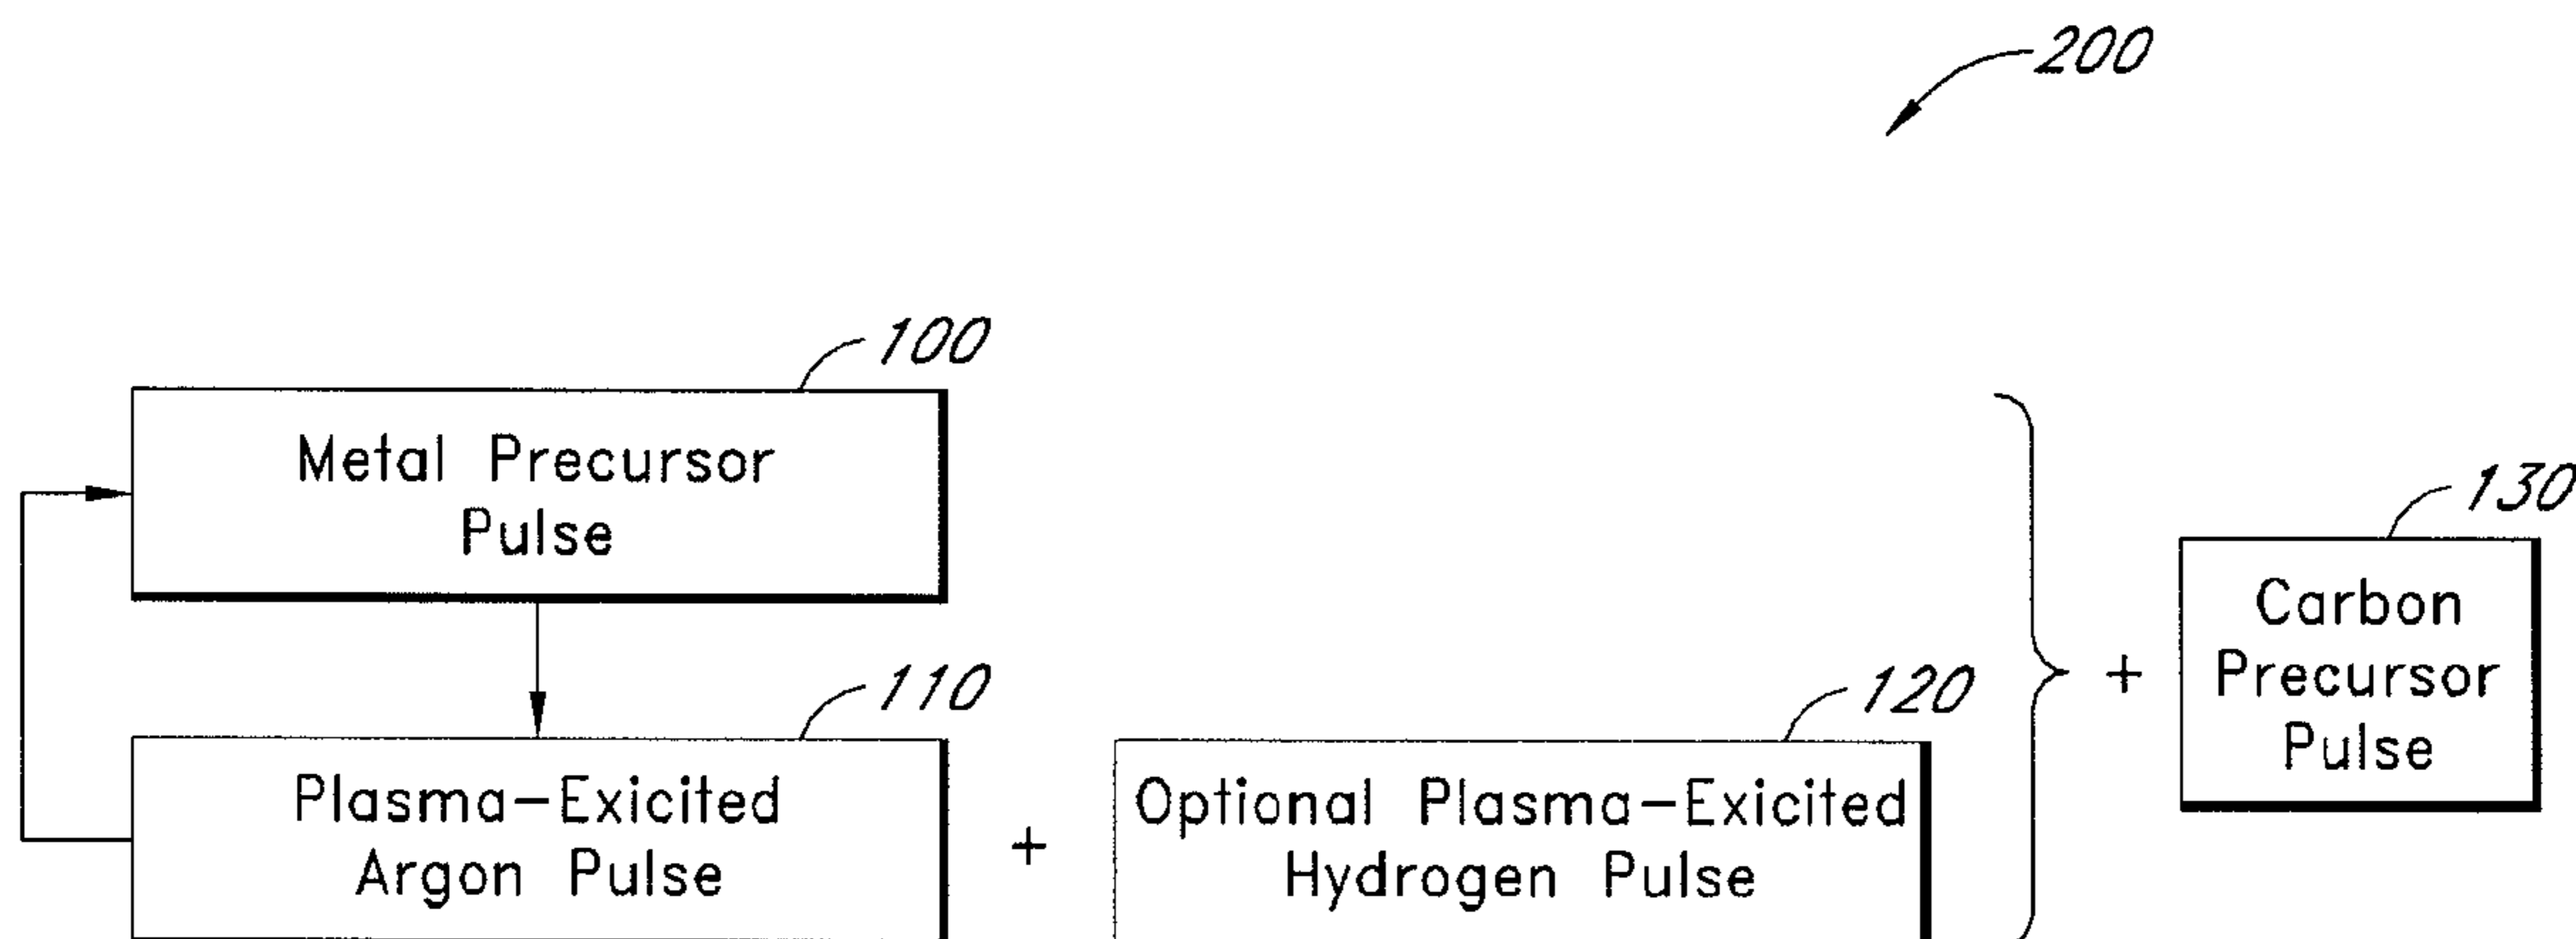 200
100
Metal Precursor
Pulse
130
Carbon
Precursor
Pulse
110
Plasma-Exicited
Argon Pulse
+
120
Optional Plasma-Exicited
Hydrogen Pulse
+